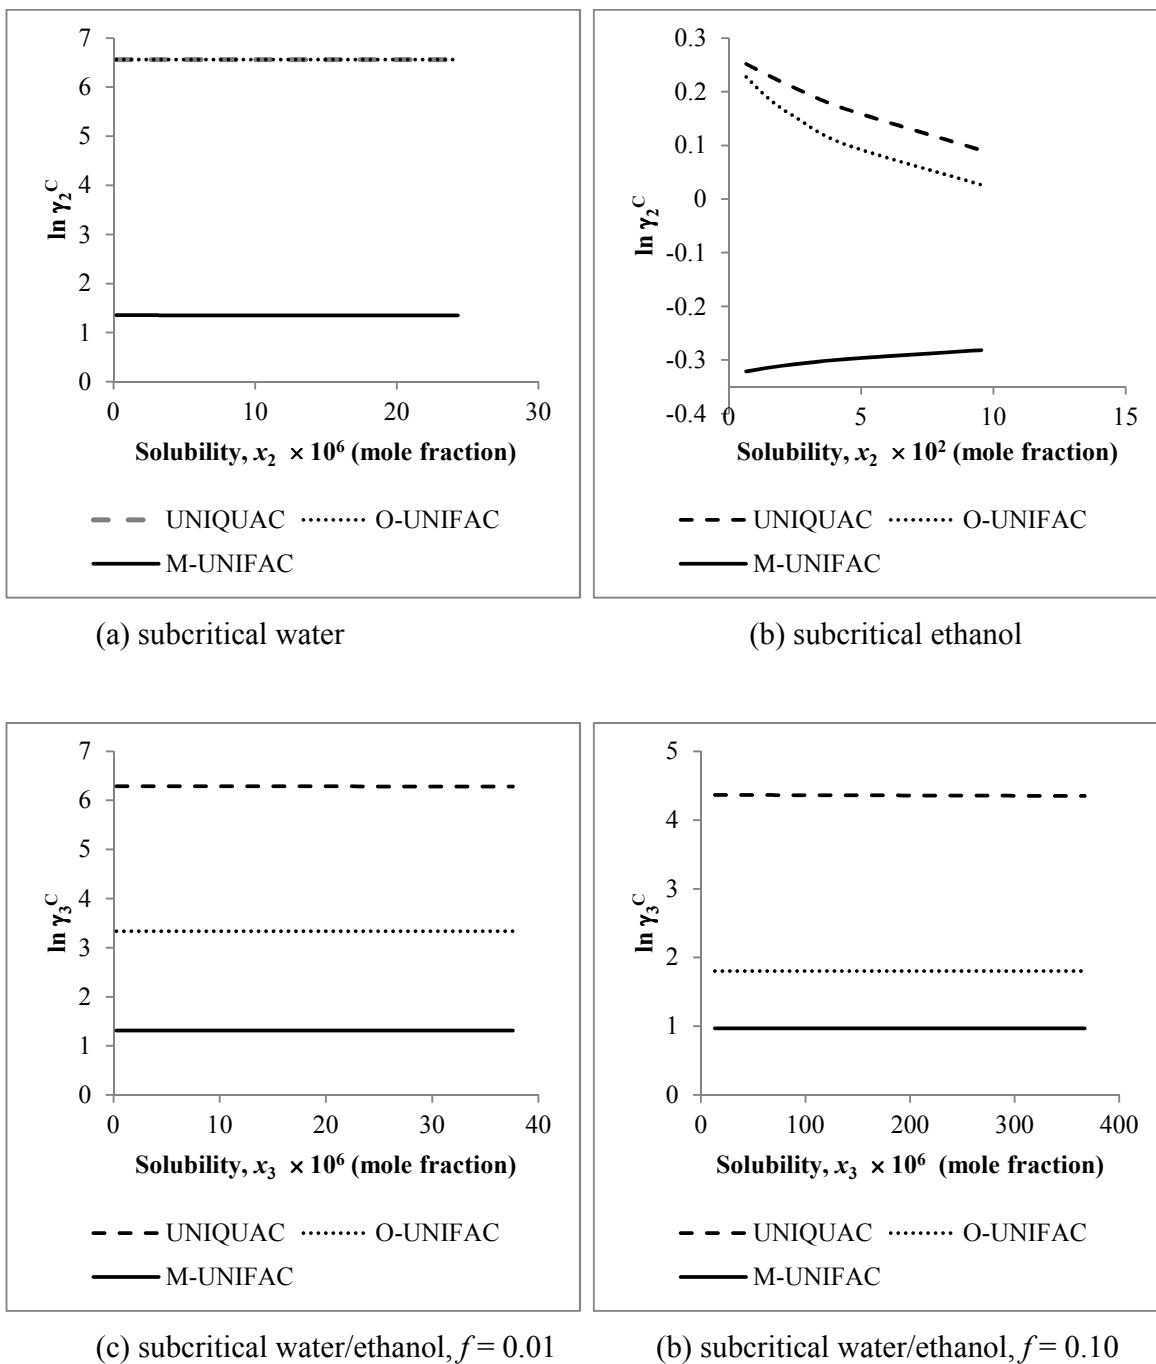 7
6
5
4
3
2
1
0
ln γ₂ᶜ
0 10 20 30
Solubility, x₂ × 10⁶ (mole fraction)
UNIQUAC O-UNIFAC
M-UNIFAC
(a) subcritical water
0.3
0.2
0.1
0
-0.1
-0.2
-0.3
-0.4
ln γ₂ᶜ
0 5 10 15
Solubility, x₂ × 10² (mole fraction)
UNIQUAC O-UNIFAC
M-UNIFAC
(b) subcritical ethanol
7
6
5
4
3
2
1
0
ln γ₃ᶜ
0 10 20 30 40
Solubility, x₃ × 10⁶ (mole fraction)
UNIQUAC O-UNIFAC
M-UNIFAC
(c) subcritical water/ethanol, f = 0.01
5
4
3
2
1
0
ln γ₃ᶜ
0 100 200 300 400
Solubility, x₃ × 10⁶ (mole fraction)
UNIQUAC O-UNIFAC
M-UNIFAC
(b) subcritical water/ethanol, f = 0.10